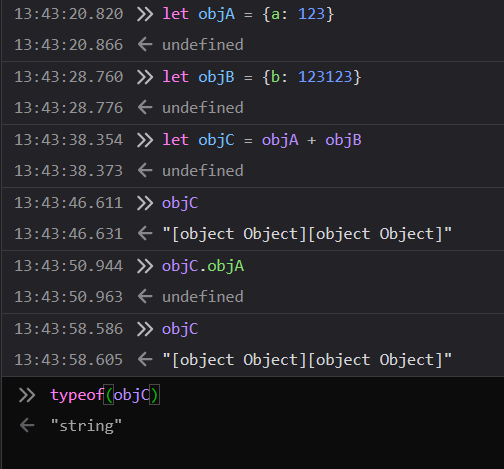 13:43:20.820 >> let objA = {a: 123}
13:43:20.866 ← undefined
13:43:28.760 >> let objB = {b: 123123}
13:43:28.776 ← undefined
13:43:38.354 >> let objC = objA + objB
13:43:38.373 ← undefined
13:43:46.611 >> objC
13:43:46.631 ← "[object Object][object Object]"
13:43:50.944 >> objC.objA
13:43:50.963 ← undefined
13:43:58.586 >> objC
13:43:58.605 ← "[object Object][object Object]"
>> typeof(objC)
← "string"